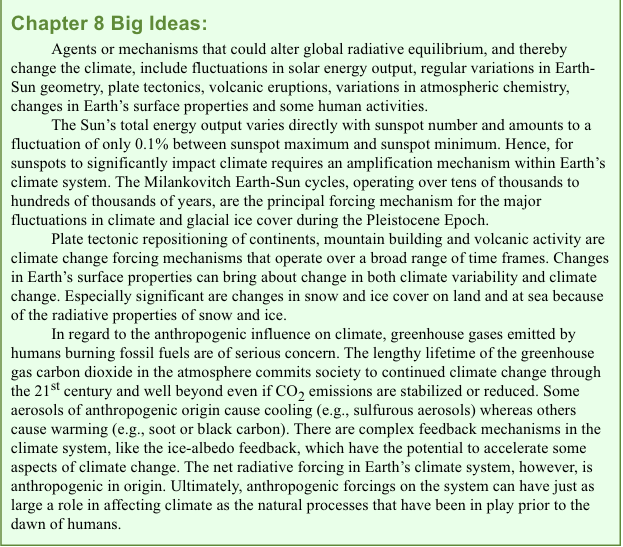 Chapter 8 Big Ideas:
Agents or mechanisms that could alter global radiative equilibrium, and thereby
change the climate, include fluctuations in solar energy output, regular variations in Earth-
Sun geometry, plate tectonics, volcanic eruptions, variations in atmospheric chemistry,
changes in Earth's surface properties and some human activities.
The Sun's total energy output varies directly with sunspot number and amounts to a
fluctuation of only 0.1% between sunspot maximum and sunspot minimum. Hence, for
sunspots to significantly impact climate requires an amplification mechanism within Earth's
climate system. The Milankovitch Earth-Sun cycles, operating over tens of thousands to
hundreds of thousands of years, are the principal forcing mechanism for the major
fluctuations in climate and glacial ice cover during the Pleistocene Epoch.
Plate tectonic repositioning of continents, mountain building and volcanic activity are
climate change forcing mechanisms that operate over a broad range of time frames. Changes
in Earth's surface properties can bring about change in both climate variability and climate
change. Especially significant are changes in snow and ice cover on land and at sea because
of the radiative properties of snow and ice.
In regard to the anthropogenic influence on climate, greenhouse gases emitted by
humans burning fossil fuels are of serious concern. The lengthy lifetime of the greenhouse
gas carbon dioxide in the atmosphere commits society to continued climate change through
the 21st century and well beyond even if CO2 emissions are stabilized or reduced. Some
aerosols of anthropogenic origin cause cooling (e.g., sulfurous aerosols) whereas others
cause warming (e.g., soot or black carbon). There are complex feedback mechanisms in the
climate system, like the ice-albedo feedback, which have the potential to accelerate some
aspects of climate change. The net radiative forcing in Earth's climate system, however, is
anthropogenic in origin. Ultimately, anthropogenic forcings on the system can have just as
large a role in affecting climate as the natural processes that have been in play prior to the
dawn of humans.